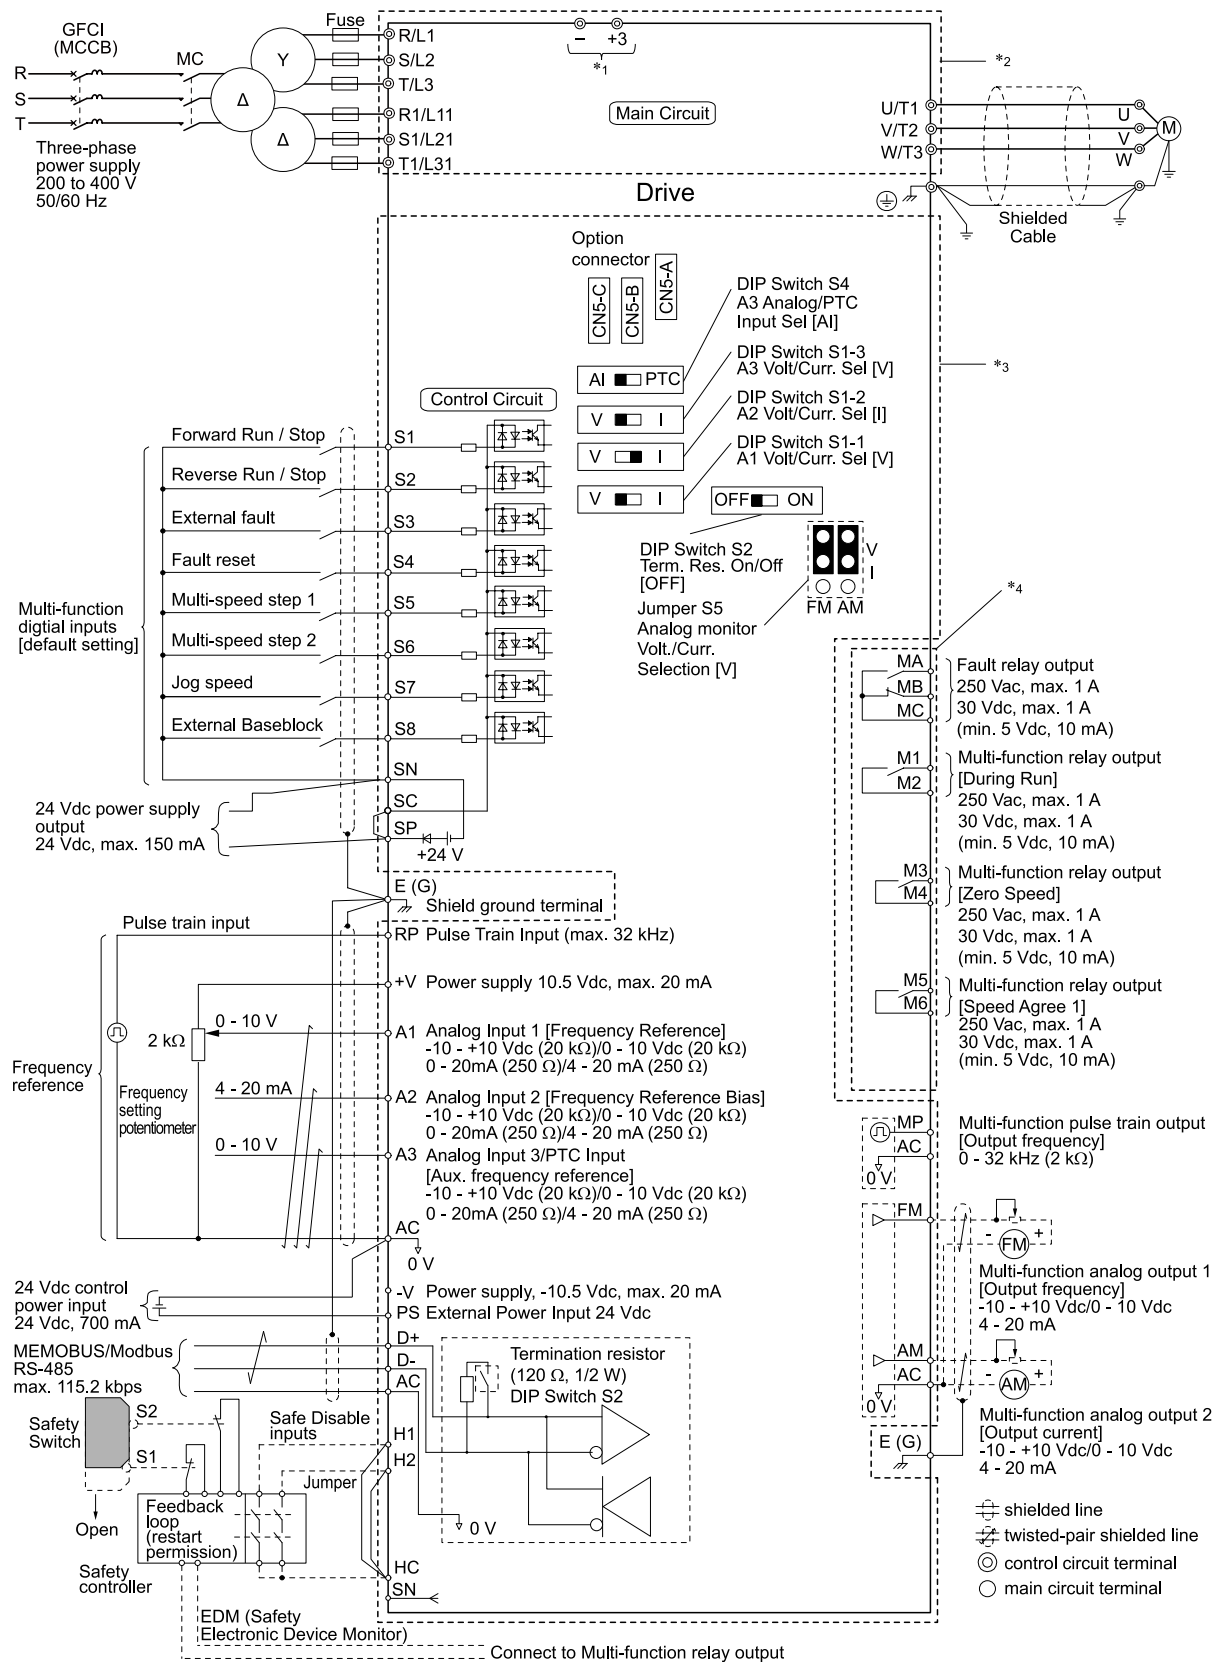 GFCI
(MCCB)
MC
Fuse
R
S
T
Y
Δ
Δ
R/L1
S/L2
T/L3
R1/L11
S1/L21
T1/L31
Three-phase
power supply
200 to 400 V
50/60 Hz
− +3
*1
Main Circuit
*2
U/T1
V/T2
W/T3
U
V
W
M
Drive
Shielded
Cable
Option
connector
CN5-C
CN5-B
CN5-A
DIP Switch S4
A3 Analog/PTC
Input Sel [AI]
DIP Switch S1-3
A3 Volt/Curr. Sel [V]
DIP Switch S1-2
A2 Volt/Curr. Sel [I]
DIP Switch S1-1
A1 Volt/Curr. Sel [V]
*3
AI PTC
V I
V I
V I
OFF ON
DIP Switch S2
Term. Res. On/Off
[OFF]
V
I
FM AM
Jumper S5
Analog monitor
Volt./Curr.
Selection [V]
Control Circuit
Multi-function
digtial inputs
[default setting]
Forward Run / Stop
S1
Reverse Run / Stop
S2
External fault
S3
Fault reset
S4
Multi-speed step 1
S5
Multi-speed step 2
S6
Jog speed
S7
External Baseblock
S8
SN
SC
SP
+24 V
24 Vdc power supply
output
24 Vdc, max. 150 mA
*4
MA
MB
MC
Fault relay output
250 Vac, max. 1 A
30 Vdc, max. 1 A
(min. 5 Vdc, 10 mA)
M1
M2
Multi-function relay output
[During Run]
250 Vac, max. 1 A
30 Vdc, max. 1 A
(min. 5 Vdc, 10 mA)
M3
M4
Multi-function relay output
[Zero Speed]
250 Vac, max. 1 A
30 Vdc, max. 1 A
(min. 5 Vdc, 10 mA)
M5
M6
Multi-function relay output
[Speed Agree 1]
250 Vac, max. 1 A
30 Vdc, max. 1 A
(min. 5 Vdc, 10 mA)
E (G)
Shield ground terminal
Pulse train input
RP Pulse Train Input (max. 32 kHz)
+V Power supply 10.5 Vdc, max. 20 mA
Frequency
reference
2 kΩ
Frequency
setting
potentiometer
0 - 10 V
A1 Analog Input 1 [Frequency Reference]
-10 - +10 Vdc (20 kΩ)/0 - 10 Vdc (20 kΩ)
0 - 20mA (250 Ω)/4 - 20 mA (250 Ω)
4 - 20 mA
A2 Analog Input 2 [Frequency Reference Bias]
-10 - +10 Vdc (20 kΩ)/0 - 10 Vdc (20 kΩ)
0 - 20mA (250 Ω)/4 - 20 mA (250 Ω)
0 - 10 V
A3 Analog Input 3/PTC Input
[Aux. frequency reference]
-10 - +10 Vdc (20 kΩ)/0 - 10 Vdc (20 kΩ)
0 - 20mA (250 Ω)/4 - 20 mA (250 Ω)
AC
0 V
-V Power supply, -10.5 Vdc, max. 20 mA
PS External Power Input 24 Vdc
24 Vdc control
power input
24 Vdc, 700 mA
MP
AC
0 V
Multi-function pulse train output
[Output frequency]
0 - 32 kHz (2 kΩ)
FM
- +
FM
Multi-function analog output 1
[Output frequency]
-10 - +10 Vdc/0 - 10 Vdc
4 - 20 mA
AM
AC
0 V
- +
AM
Multi-function analog output 2
[Output current]
-10 - +10 Vdc/0 - 10 Vdc
4 - 20 mA
E (G)
MEMOBUS/Modbus
RS-485
max. 115.2 kbps
D+
D-
AC
Termination resistor
(120 Ω, 1/2 W)
DIP Switch S2
0 V
Safety
Switch
S2
S1
Open
Safe Disable
inputs
H1
H2
Jumper
Feedback
loop
(restart
permission)
Safety
controller
HC
SN
EDM (Safety
Electronic Device Monitor)
Connect to Multi-function relay output
shielded line
twisted-pair shielded line
control circuit terminal
main circuit terminal